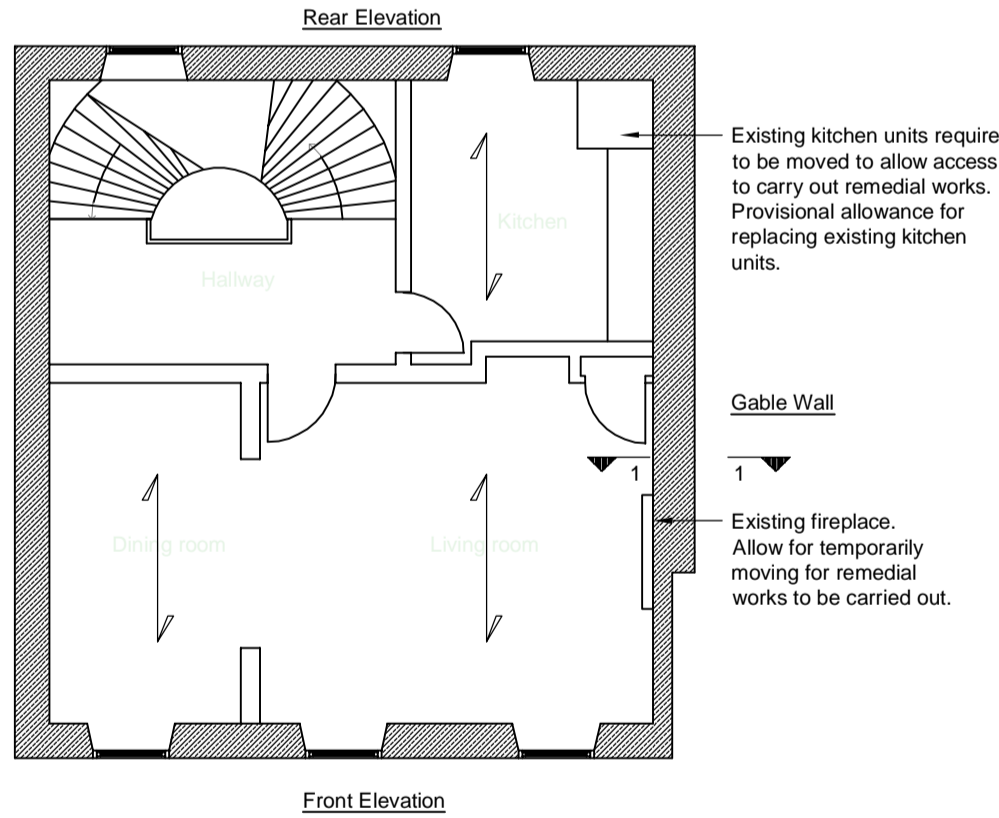 Rear Elevation
Existing kitchen units require
to be moved to allow access
to carry out remedial works.
Provisional allowance for
replacing existing kitchen
units.
Kitchen
Hallway
Gable Wall
1
1
Existing fireplace.
Allow for temporarily
moving for remedial
works to be carried out.
Dining room
Living room
Front Elevation